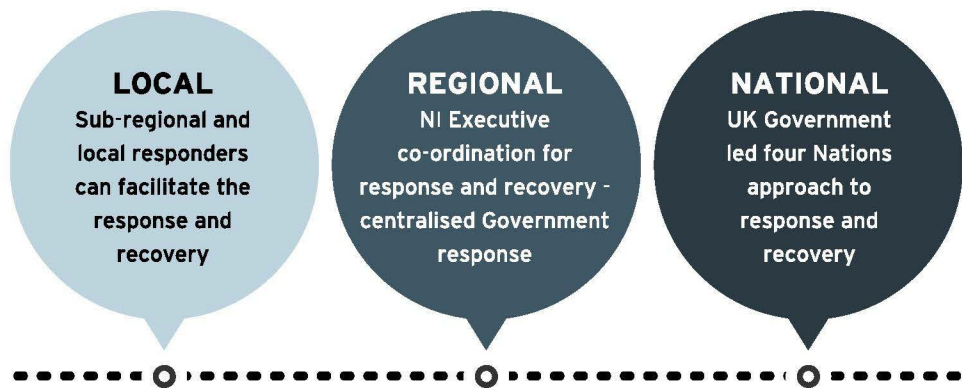 LOCAL
Sub-regional and
local responders
can facilitate the
response and
recovery
REGIONAL
NI Executive
co-ordination for
response and recovery -
centralised Government
response
NATIONAL
UK Government
led four Nations
approach to
response and
recovery